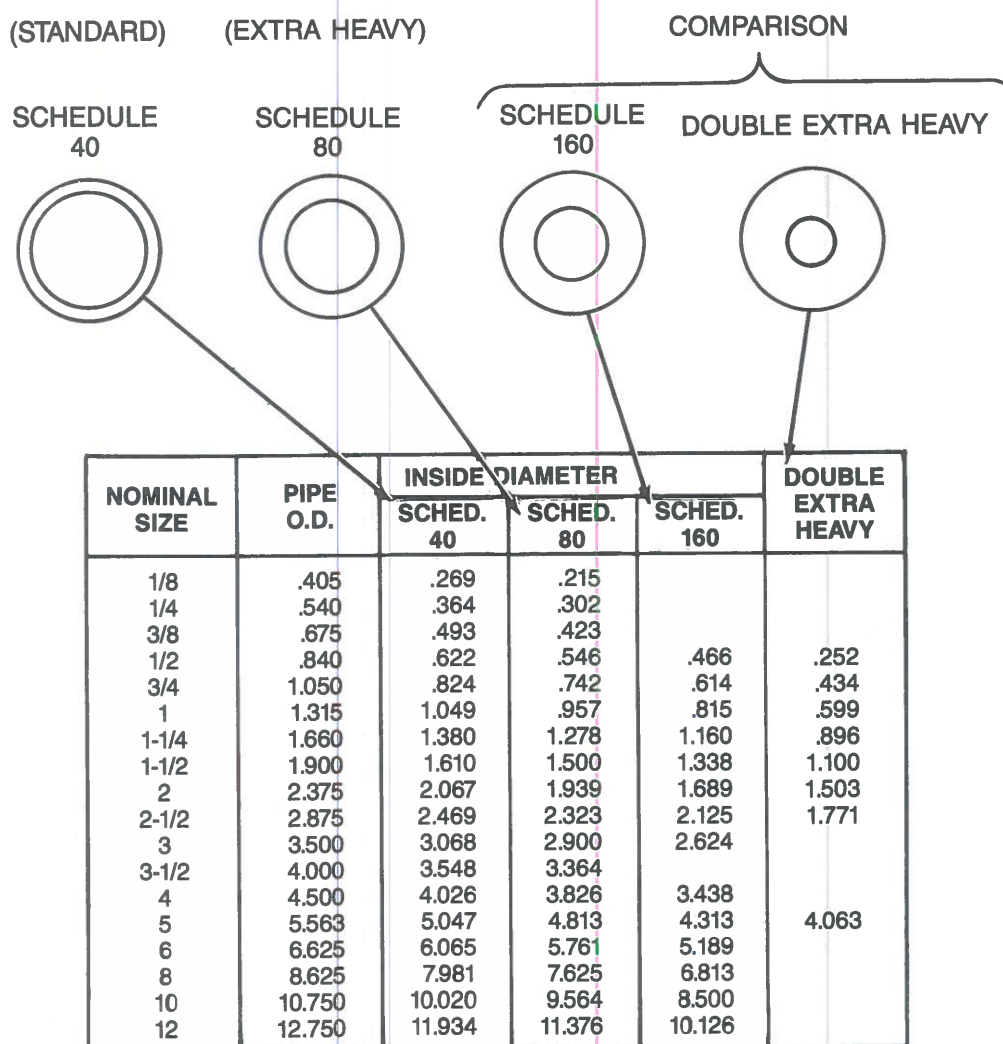 (STANDARD) (EXTRA HEAVY) COMPARISON
SCHEDULE 40 SCHEDULE 80 SCHEDULE 160 DOUBLE EXTRA HEAVY
NOMINAL SIZE PIPE O.D. INSIDE DIAMETER DOUBLE EXTRA HEAVY
SCHED. 40 SCHED. 80 SCHED. 160
1/8 .405 .269 .215
1/4 .540 .364 .302
3/8 .675 .493 .423
1/2 .840 .622 .546 .466 .252
3/4 1.050 .824 .742 .614 .434
1 1.315 1.049 .957 .815 .599
1-1/4 1.660 1.380 1.278 1.160 .896
1-1/2 1.900 1.610 1.500 1.338 1.100
2 2.375 2.067 1.939 1.689 1.503
2-1/2 2.875 2.469 2.323 2.125 1.771
3 3.500 3.068 2.900 2.624
3-1/2 4.000 3.548 3.364
4 4.500 4.026 3.826 3.438
5 5.563 5.047 4.813 4.313 4.063
6 6.625 6.065 5.761 5.189
8 8.625 7.981 7.625 6.813
10 10.750 10.020 9.564 8.500
12 12.750 11.934 11.376 10.126